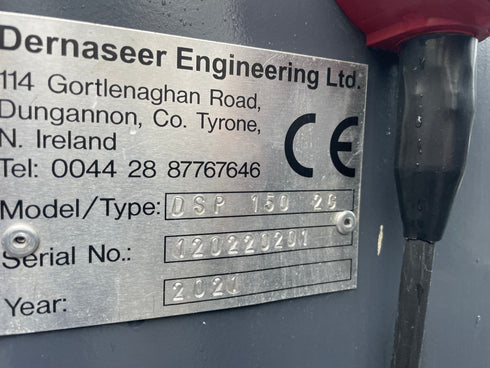 Dernaseer Engineering Ltd.
114 Gortlenaghan Road,
Dungannon, Co. Tyrone,
N. Ireland
CE
Tel: 0044 28 87767646
Model/Type: DSP 150 2G
Serial No.: 120220201
Year: 2021